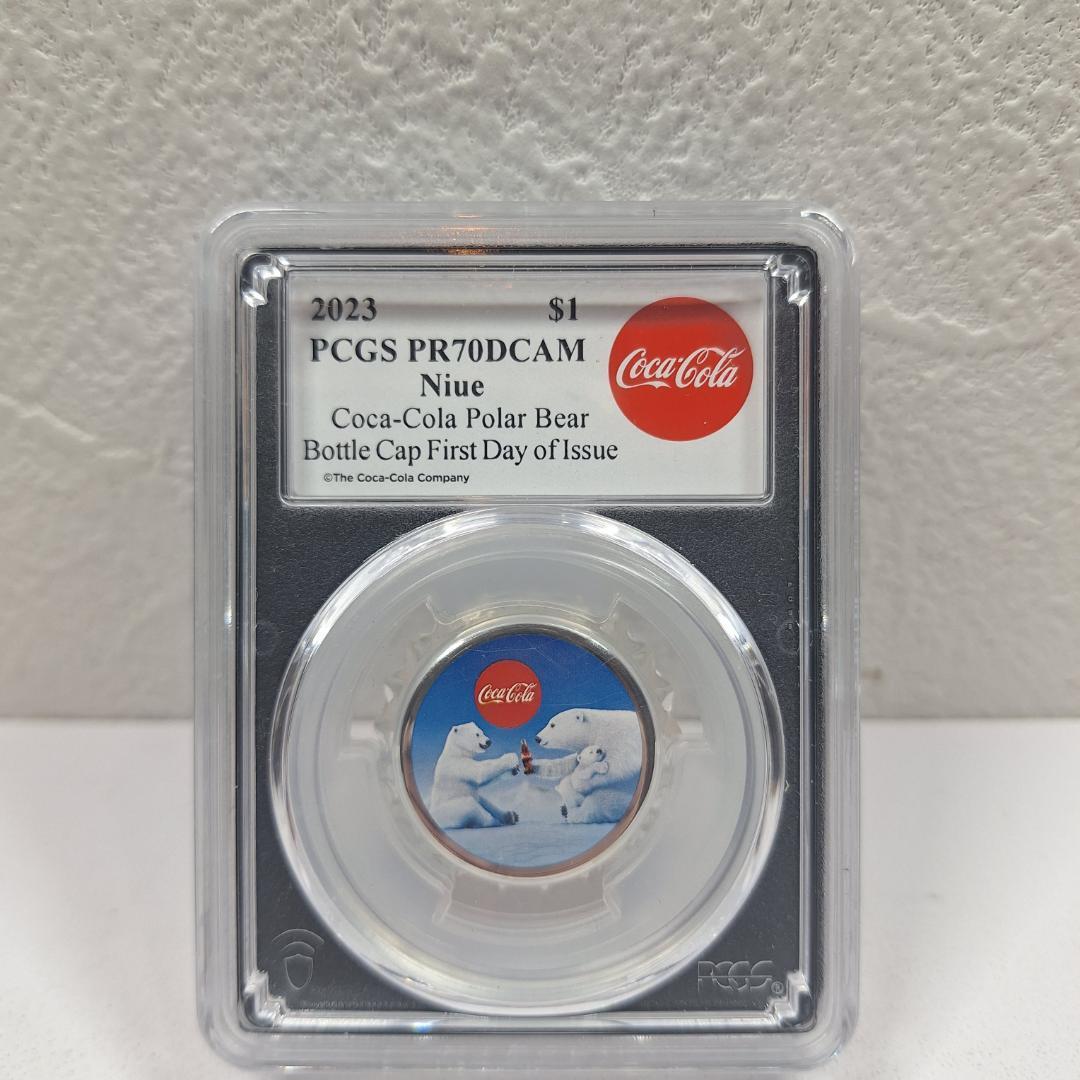 2023 $1
PCGS PR70DCAM
Niue
Coca-Cola Polar Bear
Bottle Cap First Day of Issue
©The Coca-Cola Company
Coca-Cola
Coca-Cola
PCGS®